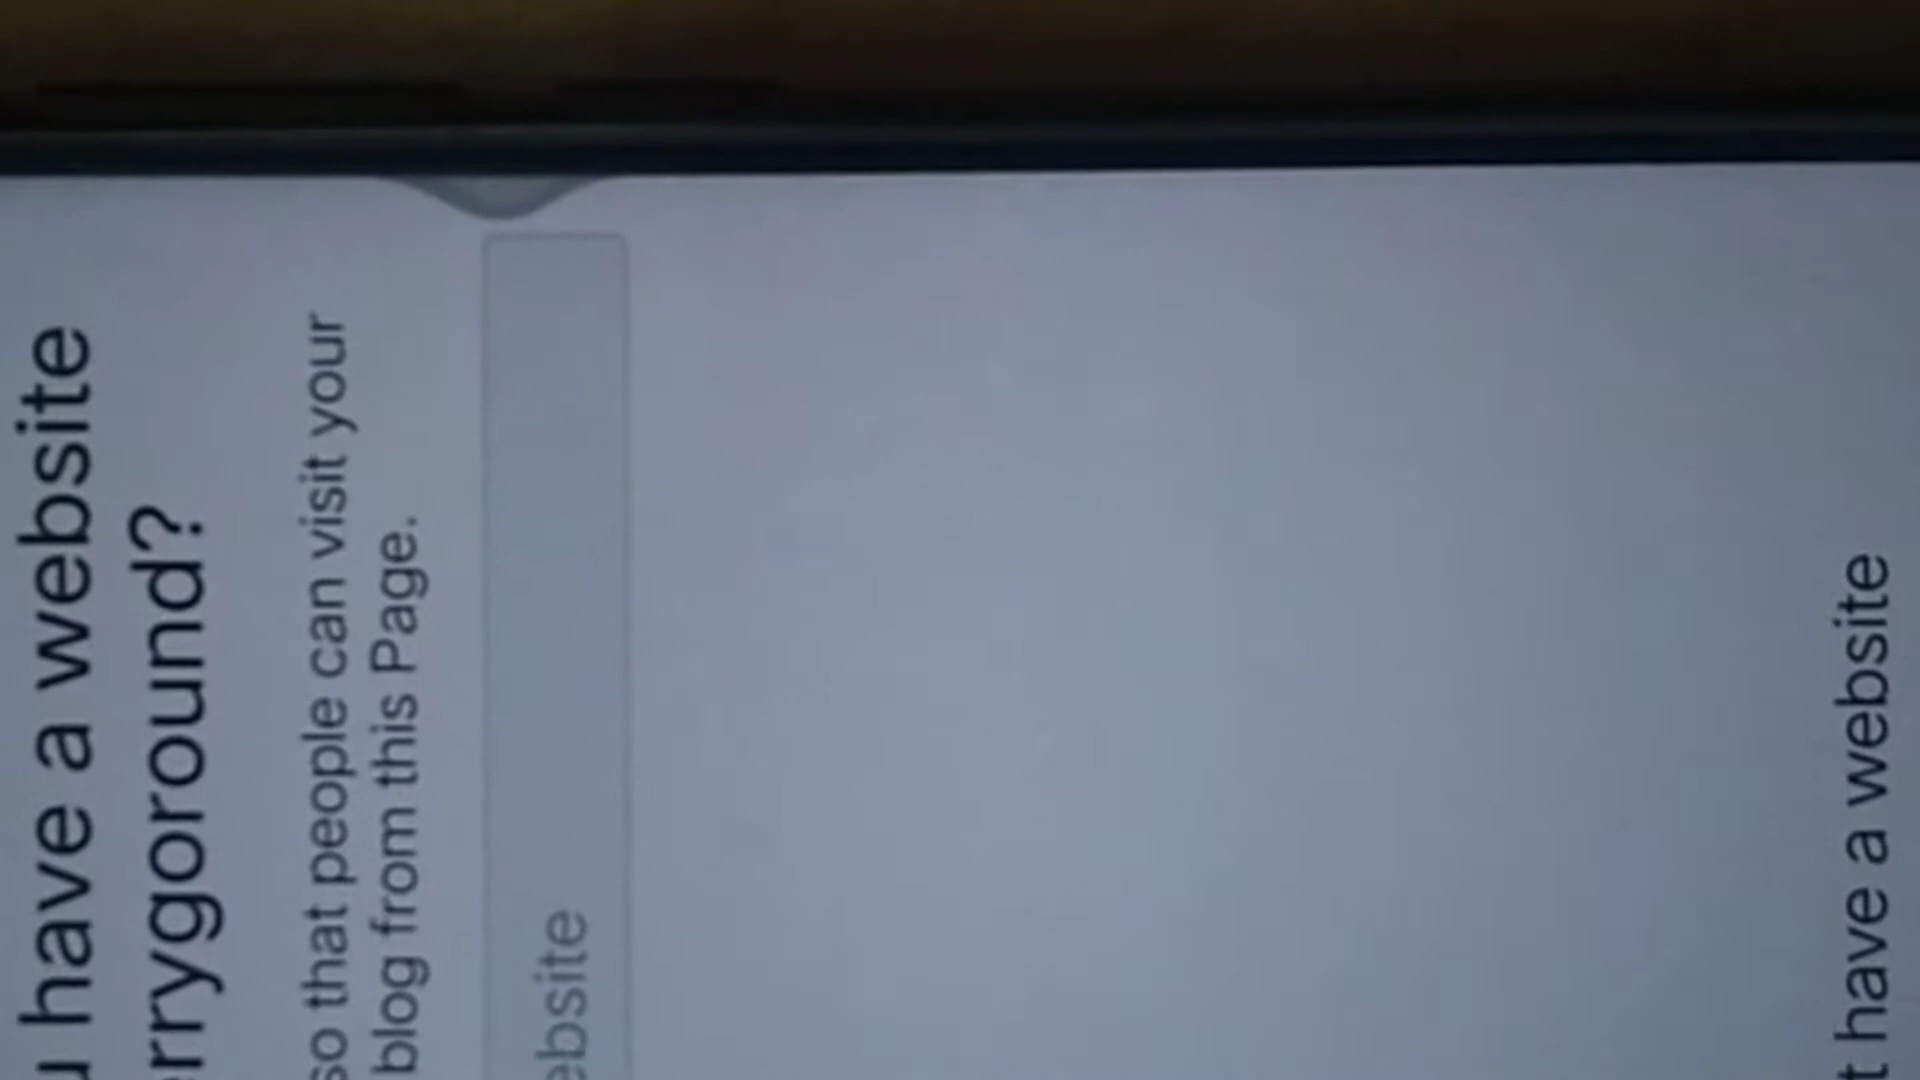 have a website
rrygoround?
so that people can visit your
blog from this Page.
ebsite
have a website